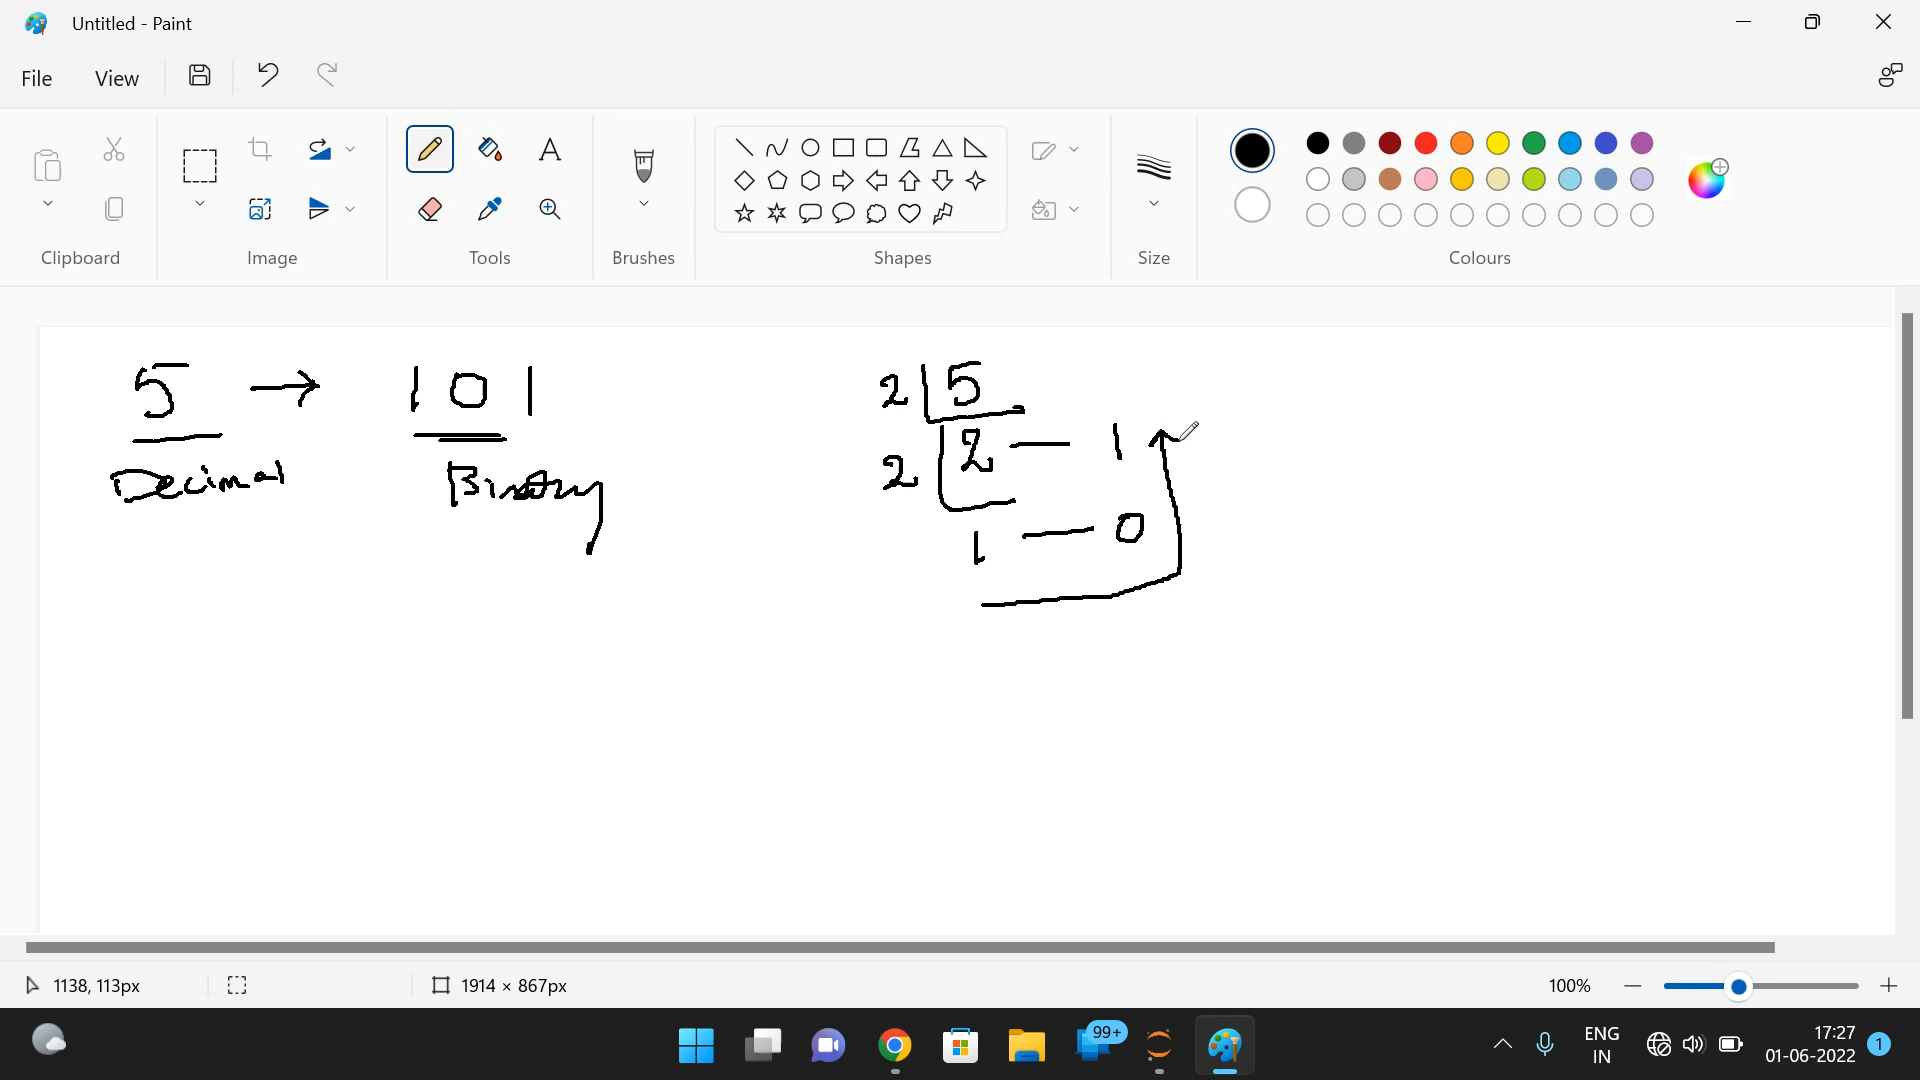 Untitled - Paint
File View
Clipboard Image Tools Brushes Shapes Size Colours
5 → 101
Decimal Binary
2 5
2 2 — 1
1 — 0
1138, 113px 1914 × 867px 100%
99+ ENG 17:27
IN 01-06-2022 1